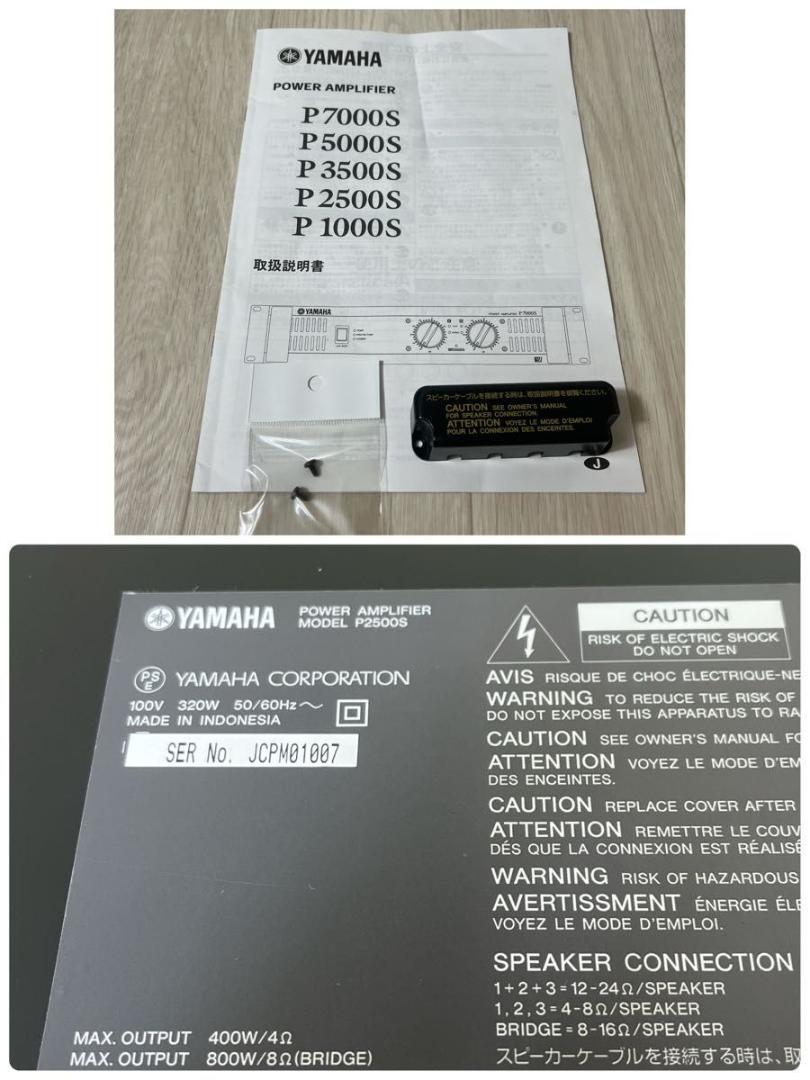 YAMAHA
POWER AMPLIFIER
P7000S
P5000S
P3500S
P2500S
P1000S
取扱説明書
YAMAHA
POWER AMPLIFIER P7000S
スピーカーケーブルを接続する時は、取扱説明書を御覧ください。
CAUTION SEE OWNER'S MANUAL
FOR SPEAKER CONNECTION.
ATTENTION VOYEZ LE MODE D'EMPLOI
POUR LA CONNEXION DES ENCEINTES.
J
YAMAHA POWER AMPLIFIER
MODEL P2500S
PSE YAMAHA CORPORATION
100V 320W 50/60Hz～
MADE IN INDONESIA
SER No. JCPM01007
MAX. OUTPUT 400W/4Ω
MAX. OUTPUT 800W/8Ω(BRIDGE)
CAUTION
RISK OF ELECTRIC SHOCK
DO NOT OPEN
AVIS RISQUE DE CHOC ÉLECTRIQUE-NE
WARNING TO REDUCE THE RISK OF
DO NOT EXPOSE THIS APPARATUS TO RA
CAUTION SEE OWNER'S MANUAL FO
ATTENTION VOYEZ LE MODE D'EM
DES ENCEINTES.
CAUTION REPLACE COVER AFTER
ATTENTION REMETTRE LE COUV
DÉS QUE LA CONNEXION EST RÉALISÉ
WARNING RISK OF HAZARDOUS
AVERTISSMENT ÉNERGIE ÉLE
VOYEZ LE MODE D'EMPLOI.
SPEAKER CONNECTION
1+2+3=12-24Ω/SPEAKER
1,2,3=4-8Ω/SPEAKER
BRIDGE=8-16Ω/SPEAKER
スピーカーケーブルを接続する時は、取